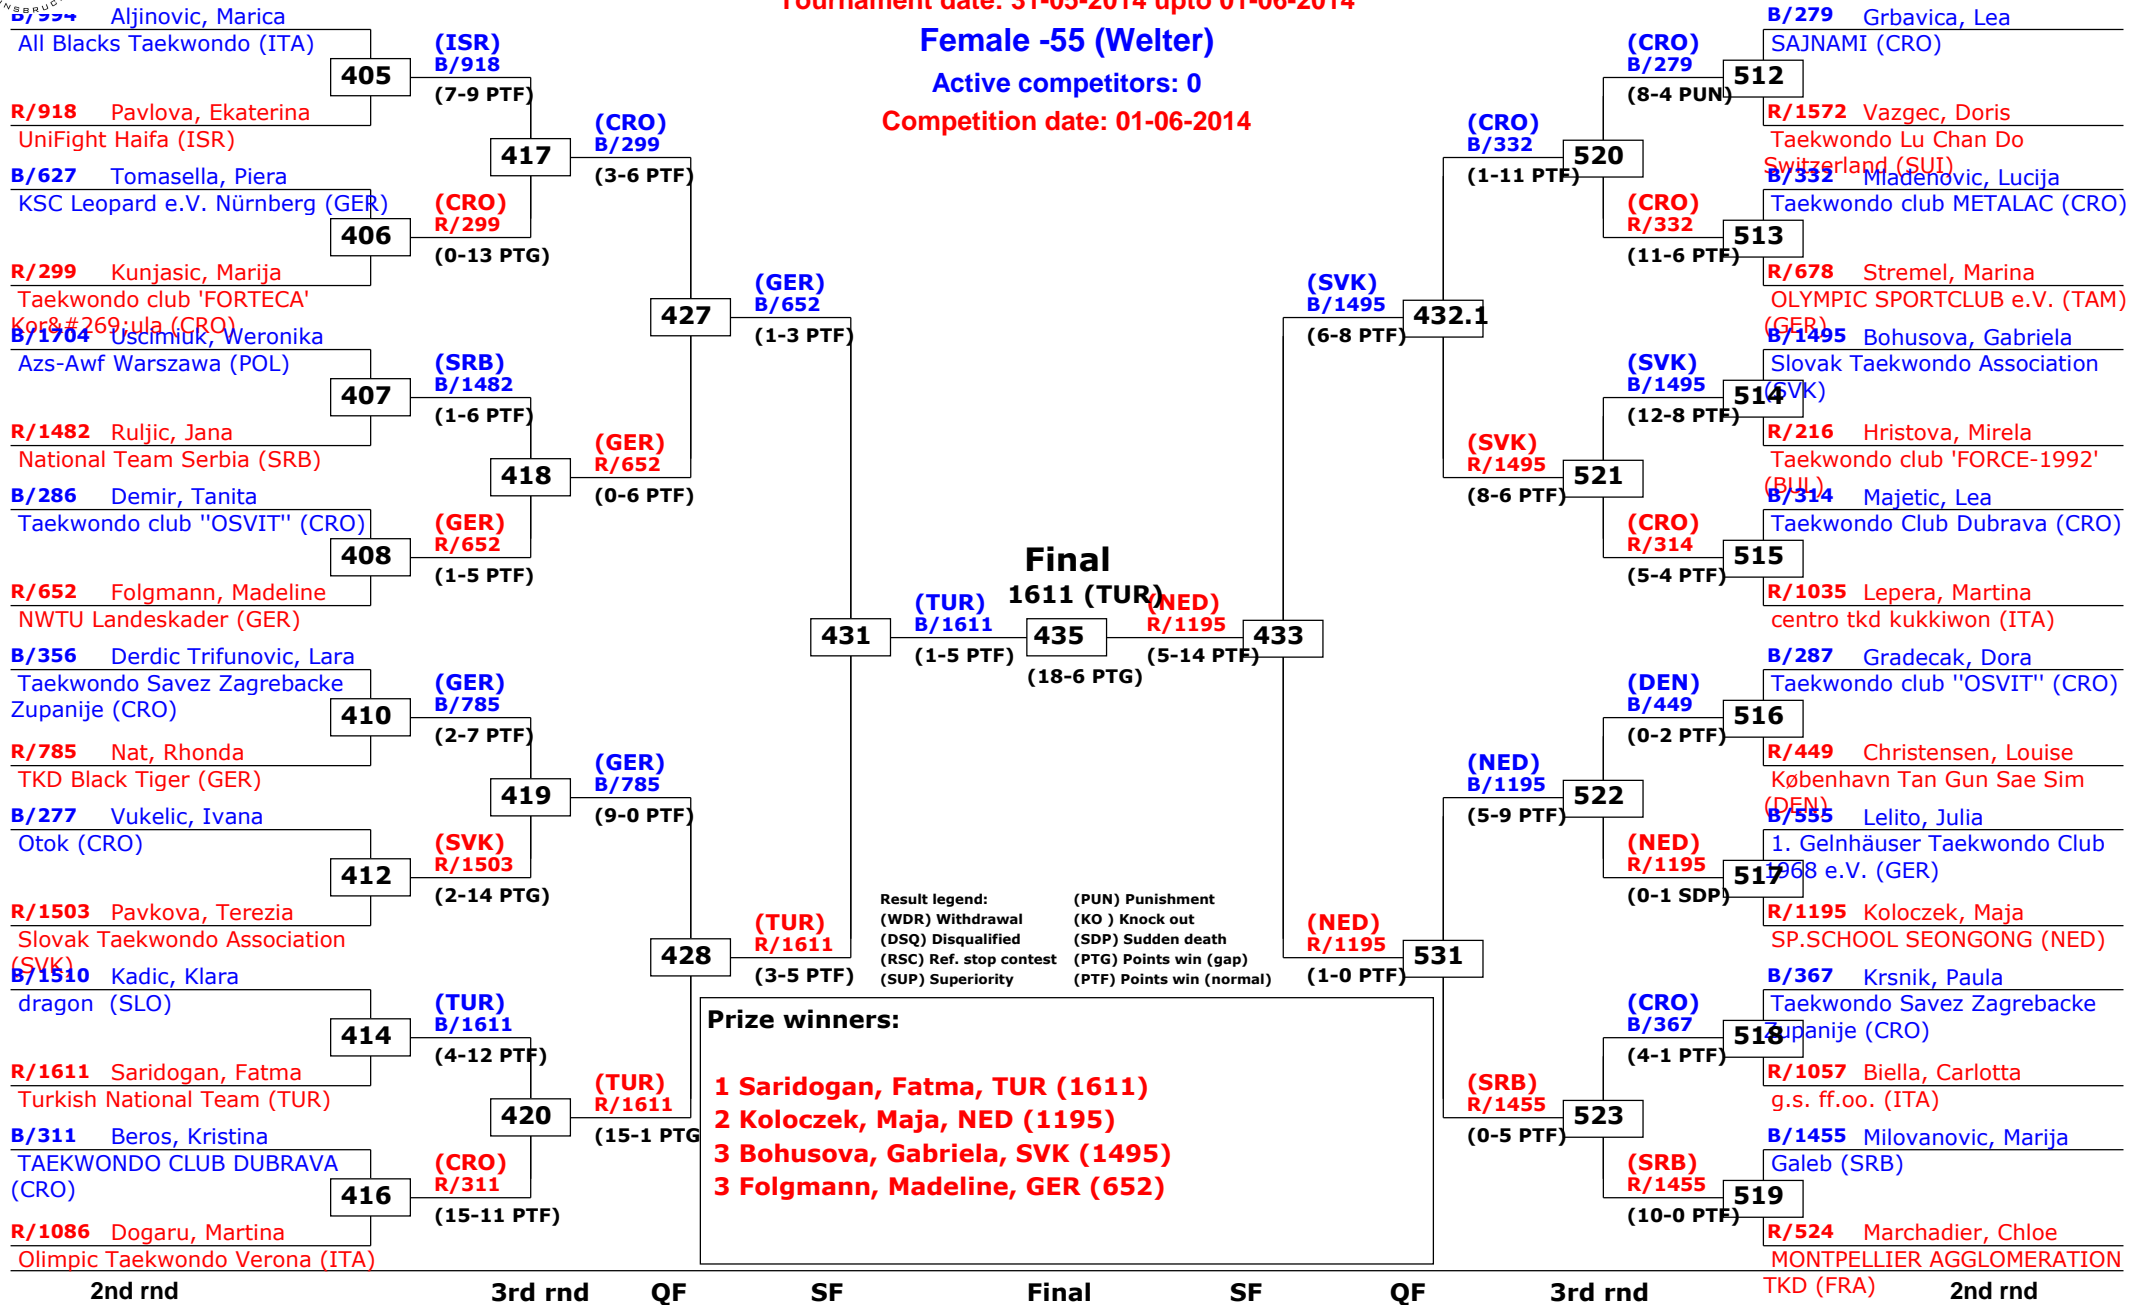 NSBRUC
Tournament date: 31-05-2014 upto 01-06-2014
Female -55 (Welter)
Active competitors: 0
Competition date: 01-06-2014
B/994 Aljinovic, Marica
All Blacks Taekwondo (ITA)
405
R/918 Pavlova, Ekaterina
UniFight Haifa (ISR)
B/627 Tomasella, Piera
KSC Leopard e.V. Nürnberg (GER)
406
R/299 Kunjasic, Marija
Taekwondo club 'FORTECA'
Kor&#269;ula (CRO)
B/1704 Uscimiuk, Weronika
Azs-Awf Warszawa (POL)
407
R/1482 Ruljic, Jana
National Team Serbia (SRB)
B/286 Demir, Tanita
Taekwondo club "OSVIT" (CRO)
408
R/652 Folgmann, Madeline
NWTU Landeskader (GER)
B/356 Derdic Trifunovic, Lara
Taekwondo Savez Zagrebacke
Zupanije (CRO)
410
R/785 Nat, Rhonda
TKD Black Tiger (GER)
B/277 Vukelic, Ivana
Otok (CRO)
412
R/1503 Pavkova, Terezia
Slovak Taekwondo Association
(SVK)
B/1510 Kadic, Klara
dragon (SLO)
414
R/1611 Saridogan, Fatma
Turkish National Team (TUR)
B/311 Beros, Kristina
TAEKWONDO CLUB DUBRAVA
(CRO)
416
R/1086 Dogaru, Martina
Olimpic Taekwondo Verona (ITA)
(ISR)
B/918
(7-9 PTF)
417
(CRO)
R/299
(0-13 PTG)
(SRB)
B/1482
(1-6 PTF)
418
(GER)
R/652
(1-5 PTF)
(GER)
B/785
(2-7 PTF)
419
(SVK)
R/1503
(2-14 PTG)
(TUR)
B/1611
(4-12 PTF)
420
(CRO)
R/311
(15-11 PTF)
(CRO)
B/299
(3-6 PTF)
427
(GER)
R/652
(0-6 PTF)
(GER)
B/785
(9-0 PTF)
428
(TUR)
R/1611
(15-1 PTG
(GER)
B/652
(1-3 PTF)
431
(TUR)
R/1611
(3-5 PTF)
(TUR)
B/1611
(1-5 PTF)
Final
1611 (TUR)
435
(18-6 PTG)
(NED)
R/1195
(5-14 PTF)
433
(SVK)
B/1495
(6-8 PTF)
432.1
(NED)
R/1195
(1-0 PTF)
531
(CRO)
B/332
(1-11 PTF)
520
(SVK)
R/1495
(8-6 PTF)
521
(NED)
B/1195
(5-9 PTF)
522
(SRB)
R/1455
(0-5 PTF)
523
(CRO)
B/279
(8-4 PUN)
512
(CRO)
R/332
(11-6 PTF)
513
(SVK)
B/1495
(12-8 PTF)
514
(CRO)
R/314
(5-4 PTF)
515
(DEN)
B/449
(0-2 PTF)
516
(NED)
R/1195
(0-1 SDP)
517
(CRO)
B/367
(4-1 PTF)
518
(SRB)
R/1455
(10-0 PTF)
519
B/279 Grbavica, Lea
SAJNAMI (CRO)
R/1572 Vazgec, Doris
Taekwondo Lu Chan Do
Switzerland (SUI)
B/332 Mladenovic, Lucija
Taekwondo club METALAC (CRO)
R/678 Stremel, Marina
OLYMPIC SPORTCLUB e.V. (TAM)
(GER)
B/1495 Bohusova, Gabriela
Slovak Taekwondo Association
(SVK)
R/216 Hristova, Mirela
Taekwondo club 'FORCE-1992'
(BUL)
B/314 Majetic, Lea
Taekwondo Club Dubrava (CRO)
R/1035 Lepera, Martina
centro tkd kukkiwon (ITA)
B/287 Gradecak, Dora
Taekwondo club "OSVIT" (CRO)
R/449 Christensen, Louise
København Tan Gun Sae Sim
(DEN)
B/555 Lelito, Julia
1. Gelnhäuser Taekwondo Club
1968 e.V. (GER)
R/1195 Koloczek, Maja
SP.SCHOOL SEONGONG (NED)
B/367 Krsnik, Paula
Taekwondo Savez Zagrebacke
Zupanije (CRO)
R/1057 Biella, Carlotta
g.s. ff.oo. (ITA)
B/1455 Milovanovic, Marija
Galeb (SRB)
R/524 Marchadier, Chloe
MONTPELLIER AGGLOMERATION
TKD (FRA)
Result legend: (PUN) Punishment
(WDR) Withdrawal (KO ) Knock out
(DSQ) Disqualified (SDP) Sudden death
(RSC) Ref. stop contest (PTG) Points win (gap)
(SUP) Superiority (PTF) Points win (normal)
Prize winners:
1 Saridogan, Fatma, TUR (1611)
2 Koloczek, Maja, NED (1195)
3 Bohusova, Gabriela, SVK (1495)
3 Folgmann, Madeline, GER (652)
2nd rnd 3rd rnd QF SF Final SF QF 3rd rnd 2nd rnd